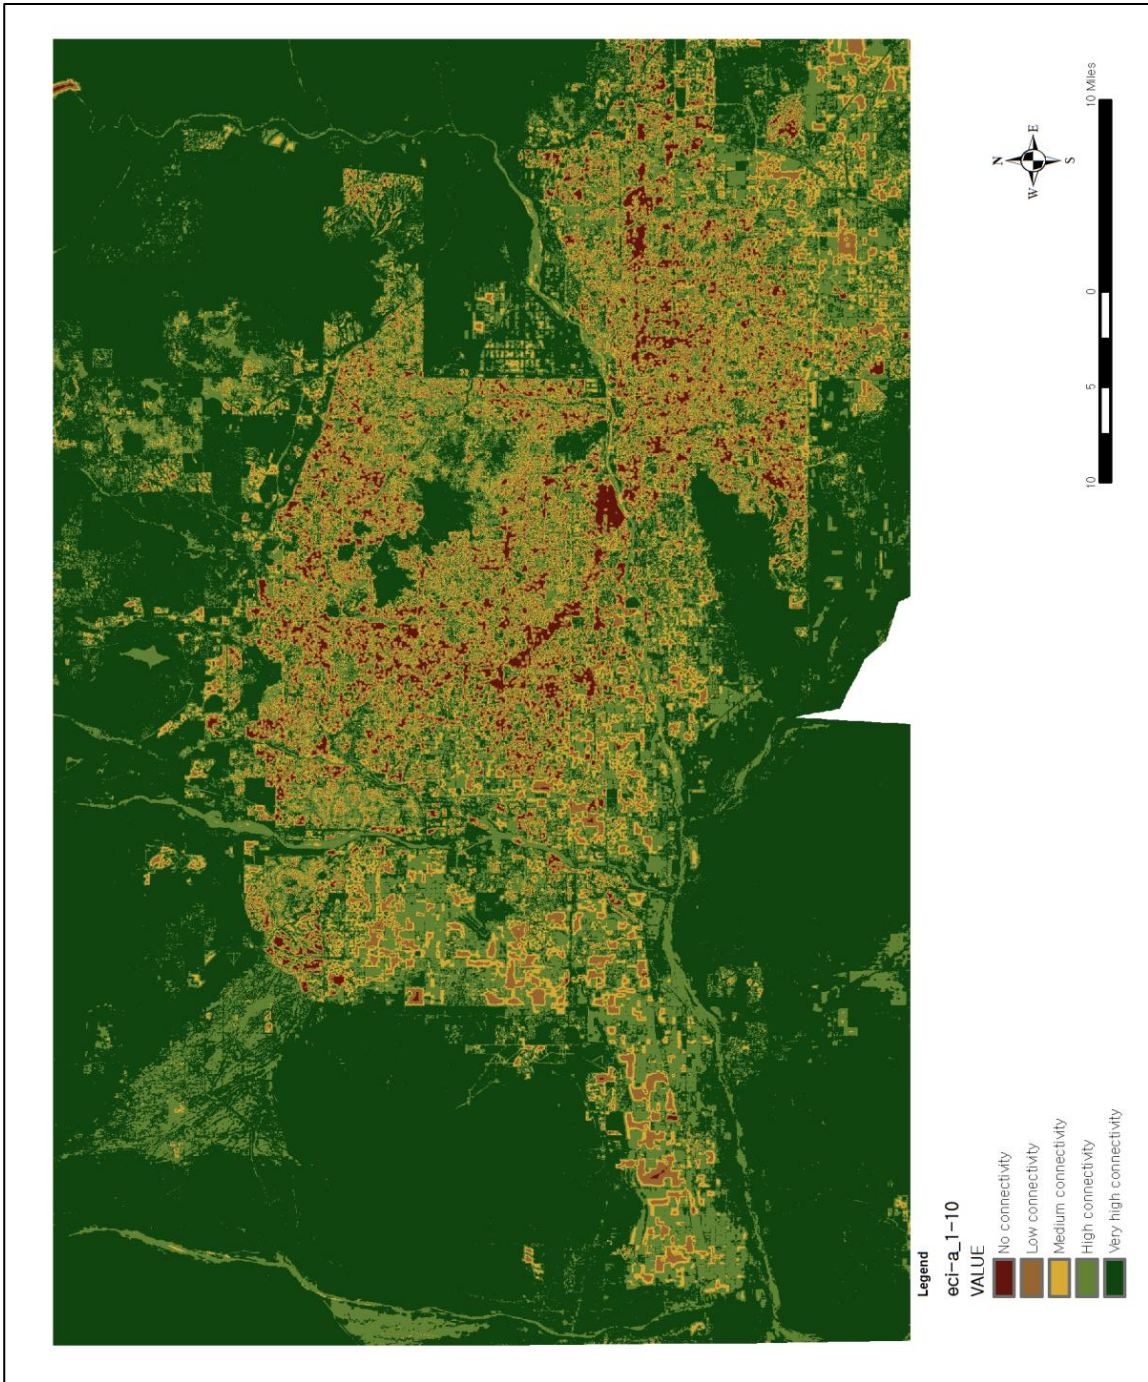 N
W E
S
10 5 0 10 Miles
Legend
eci-a_1-10
VALUE
No connectivity
Low connectivity
Medium connectivity
High connectivity
Very high connectivity